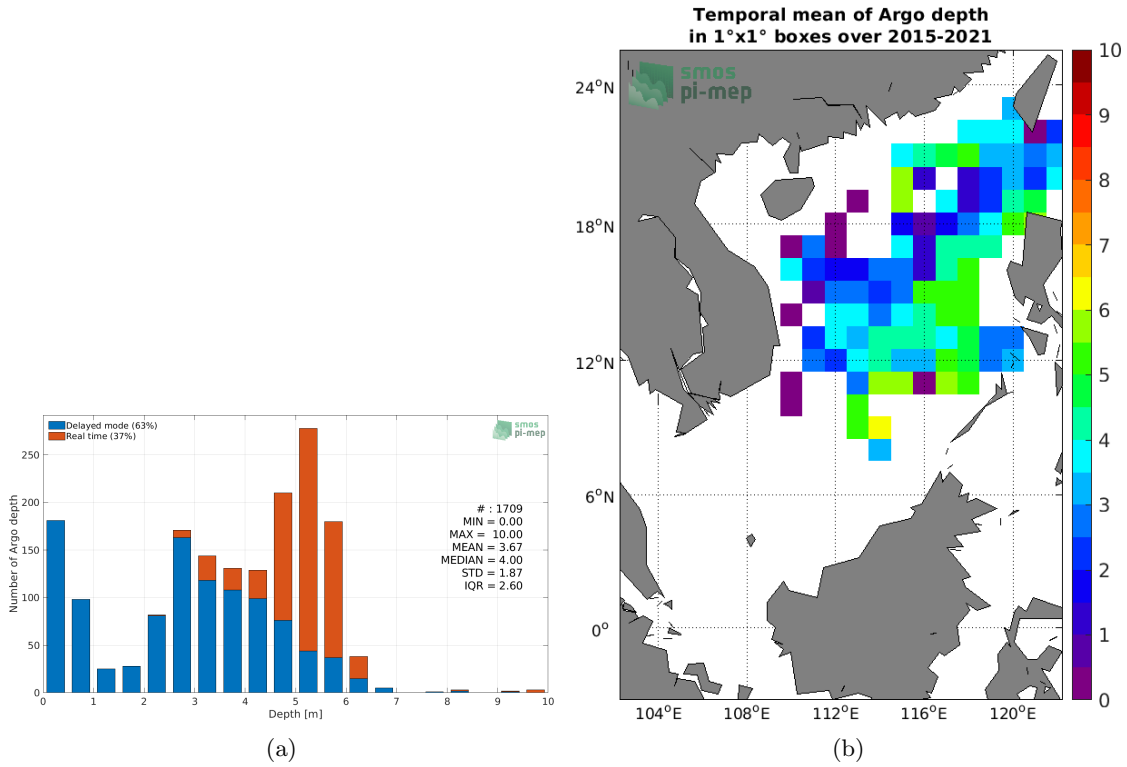 Delayed mode (63%)
Real time (37%)
smos
pi-mep
Number of Argo depth
250
200
150
100
50
0
# : 1709
MIN = 0.00
MAX = 10.00
MEAN = 3.67
MEDIAN = 4.00
STD = 1.87
IQR = 2.60
0 1 2 3 4 5 6 7 8 9 10
Depth [m]
(a)
Temporal mean of Argo depth
in 1°x1° boxes over 2015-2021
smos
pi-mep
24°N
18°N
12°N
6°N
0°
104°E 108°E 112°E 116°E 120°E
10
9
8
7
6
5
4
3
2
1
0
(b)